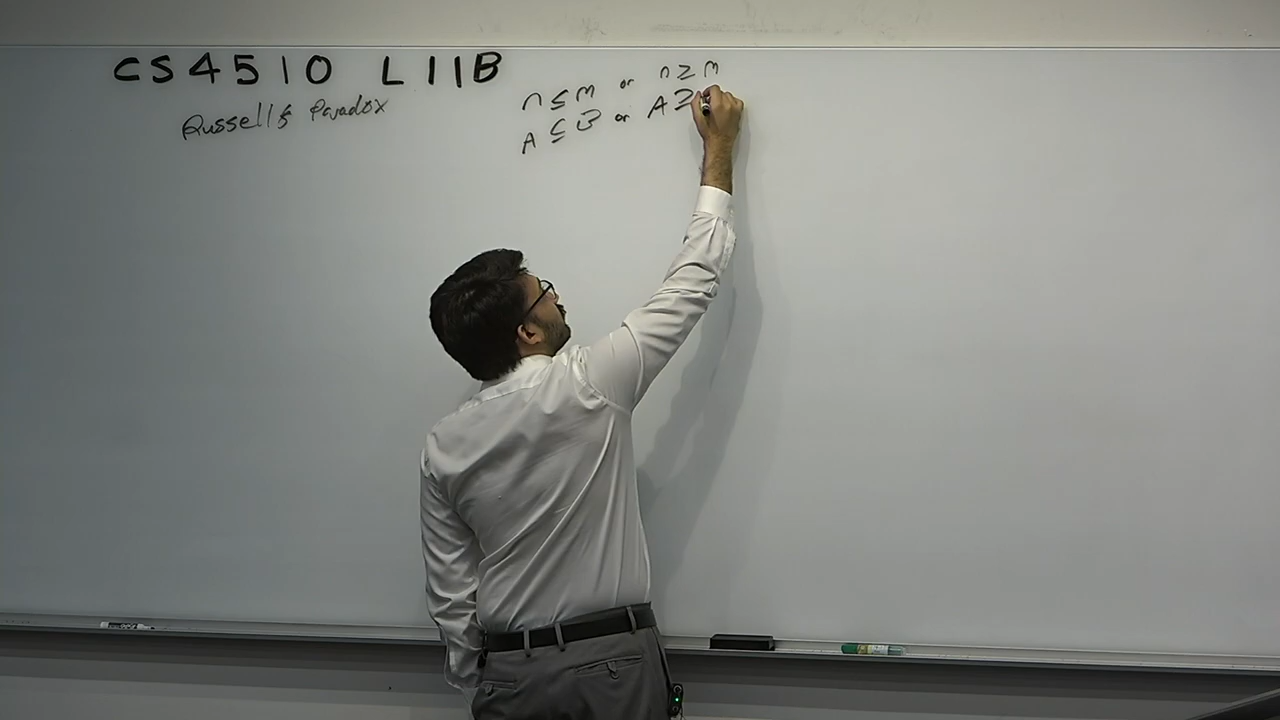 CS4510 L11B
Russell's Paradox
n ≤ m or n ≥ m
A ⊆ B or A ⊇